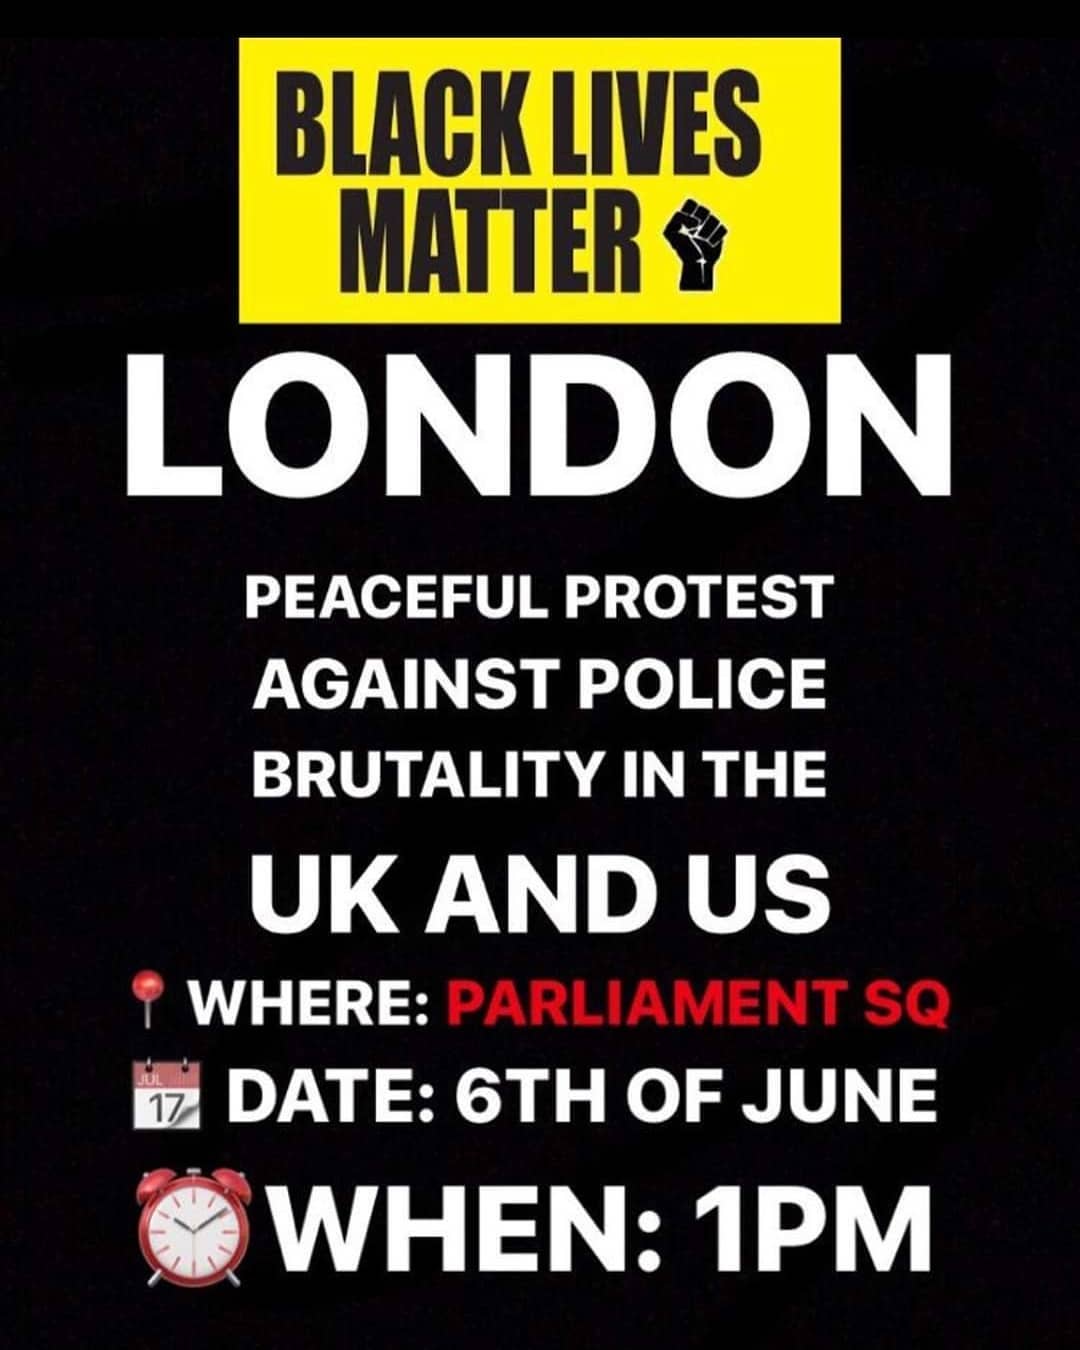 BLACK LIVES
MATTER
LONDON
PEACEFUL PROTEST
AGAINST POLICE
BRUTALITY IN THE
UK AND US
WHERE: PARLIAMENT SQ
JUL
17
DATE: 6TH OF JUNE
WHEN: 1PM